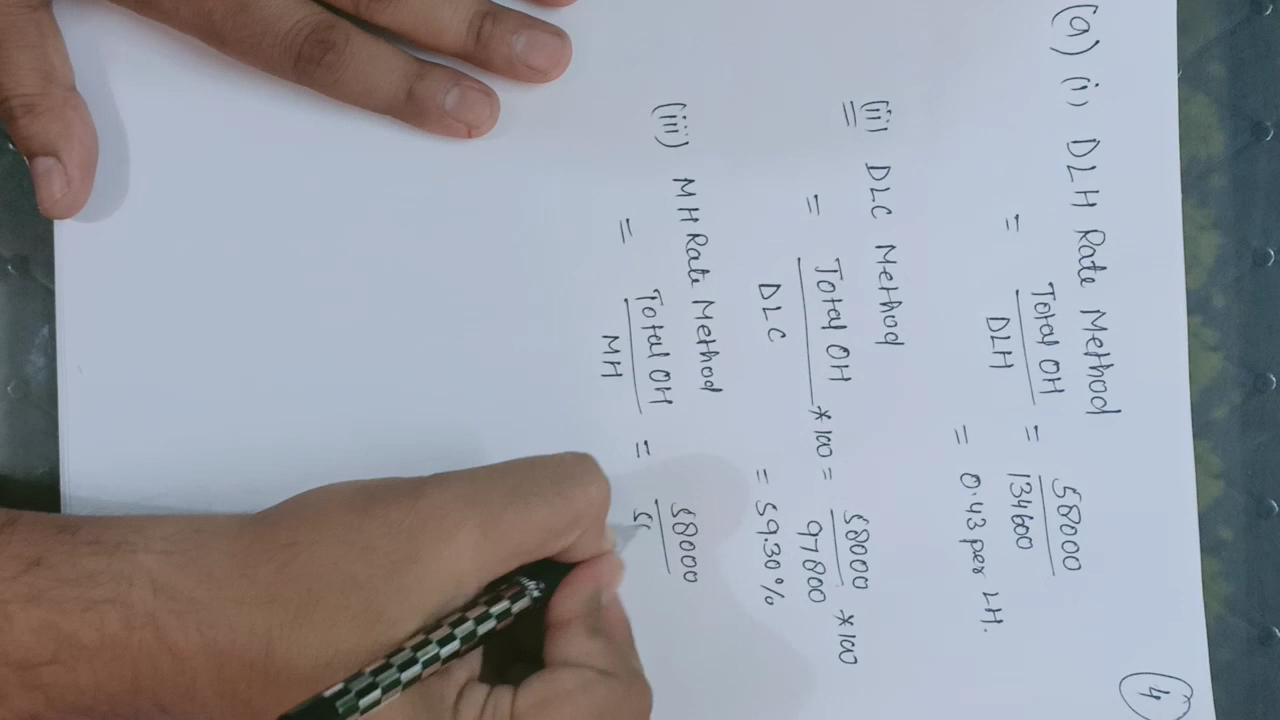 4
(a) (i) DLH Rate Method
= Total OH / DLH = 58000 / 134600
= 0.43 per LH.
(ii) DLC Method
= Total OH / DLC * 100 = 58000 / 97800 * 100
= 59.30%
(iii) MH Rate Method
= Total OH / MH = 58000 /